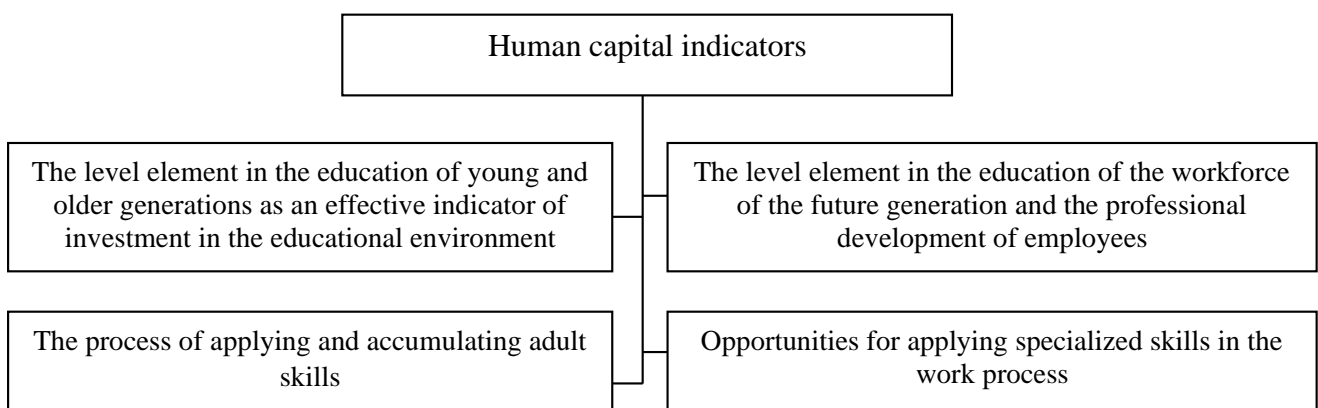 Human capital indicators
The level element in the education of young and
older generations as an effective indicator of
investment in the educational environment
The level element in the education of the workforce
of the future generation and the professional
development of employees
The process of applying and accumulating adult
skills
Opportunities for applying specialized skills in the
work process